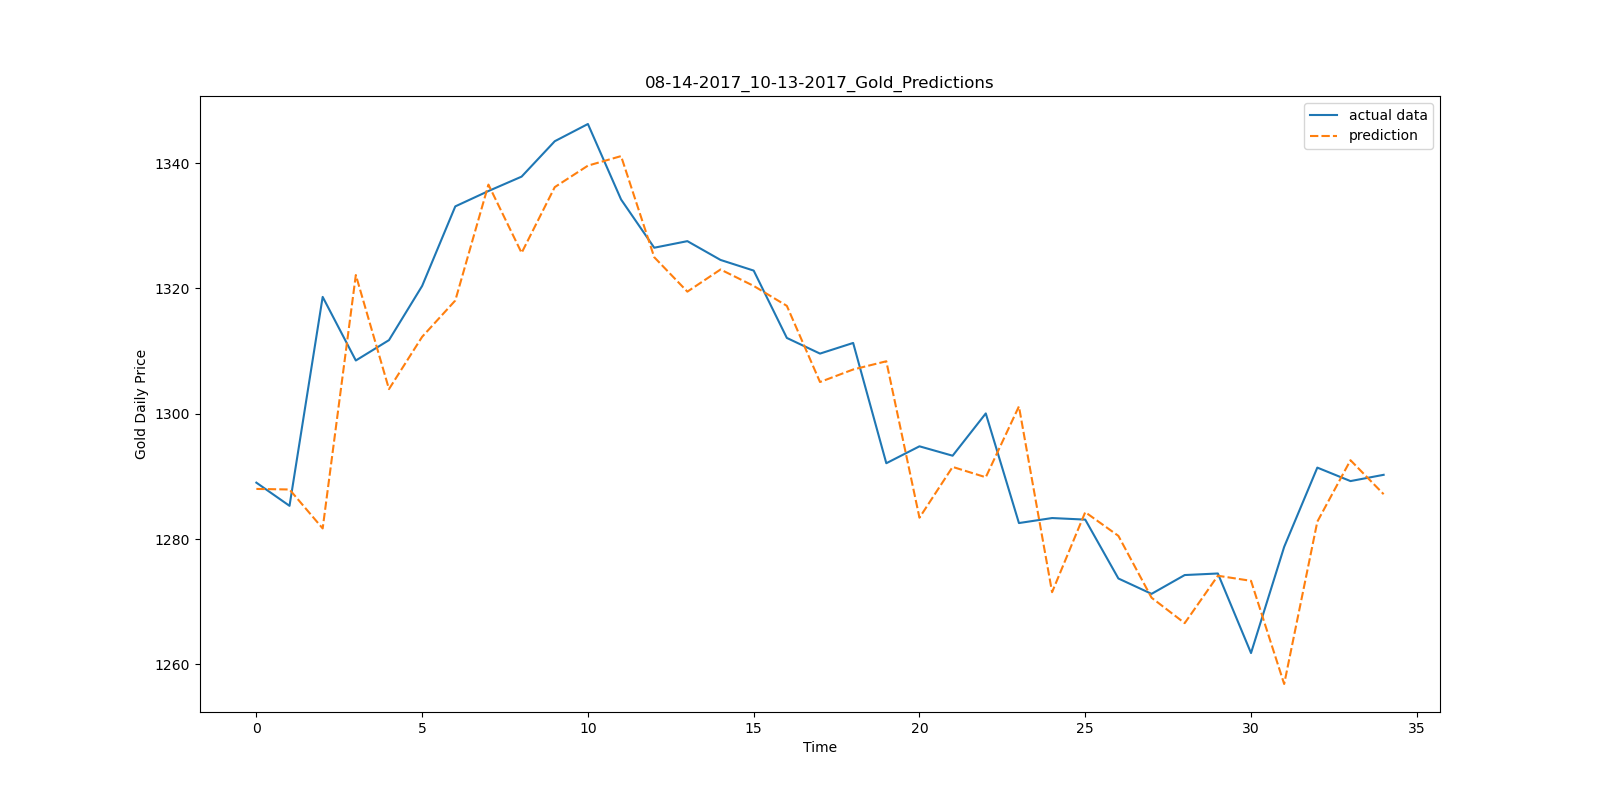 08-14-2017_10-13-2017_Gold_Predictions
actual data
prediction
Gold Daily Price
1340
1320
1300
1280
1260
0 5 10 15 20 25 30 35
Time